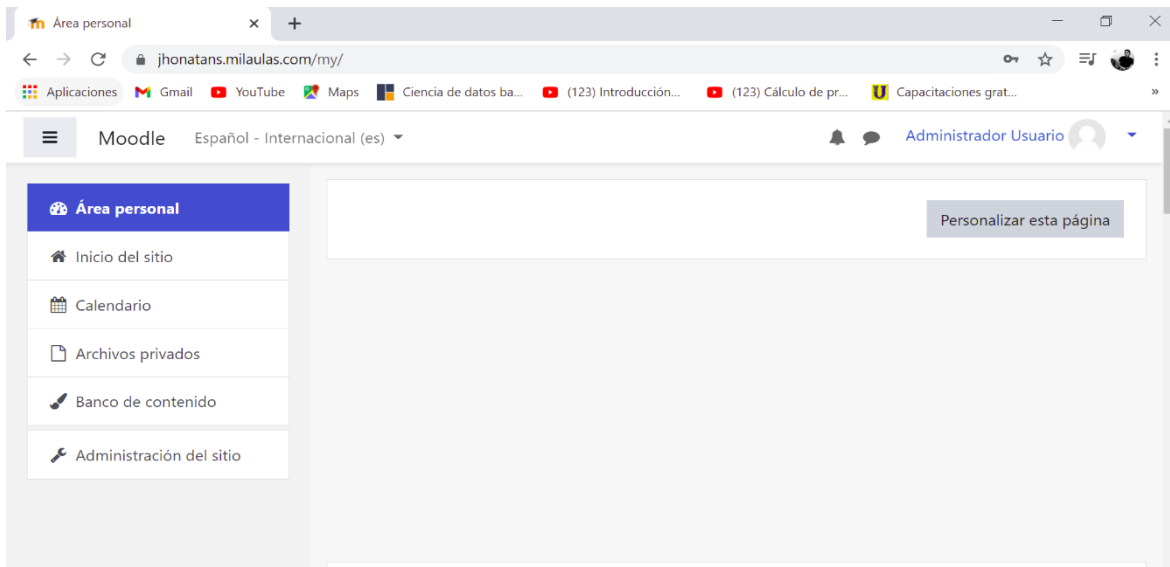 Área personal
jhonatans.milaulas.com/my/
Aplicaciones Gmail YouTube Maps Ciencia de datos ba... (123) Introducción... (123) Cálculo de pr... U Capacitaciones grat... »
Moodle Español - Internacional (es) Administrador Usuario
Área personal
Personalizar esta página
Inicio del sitio
Calendario
Archivos privados
Banco de contenido
Administración del sitio